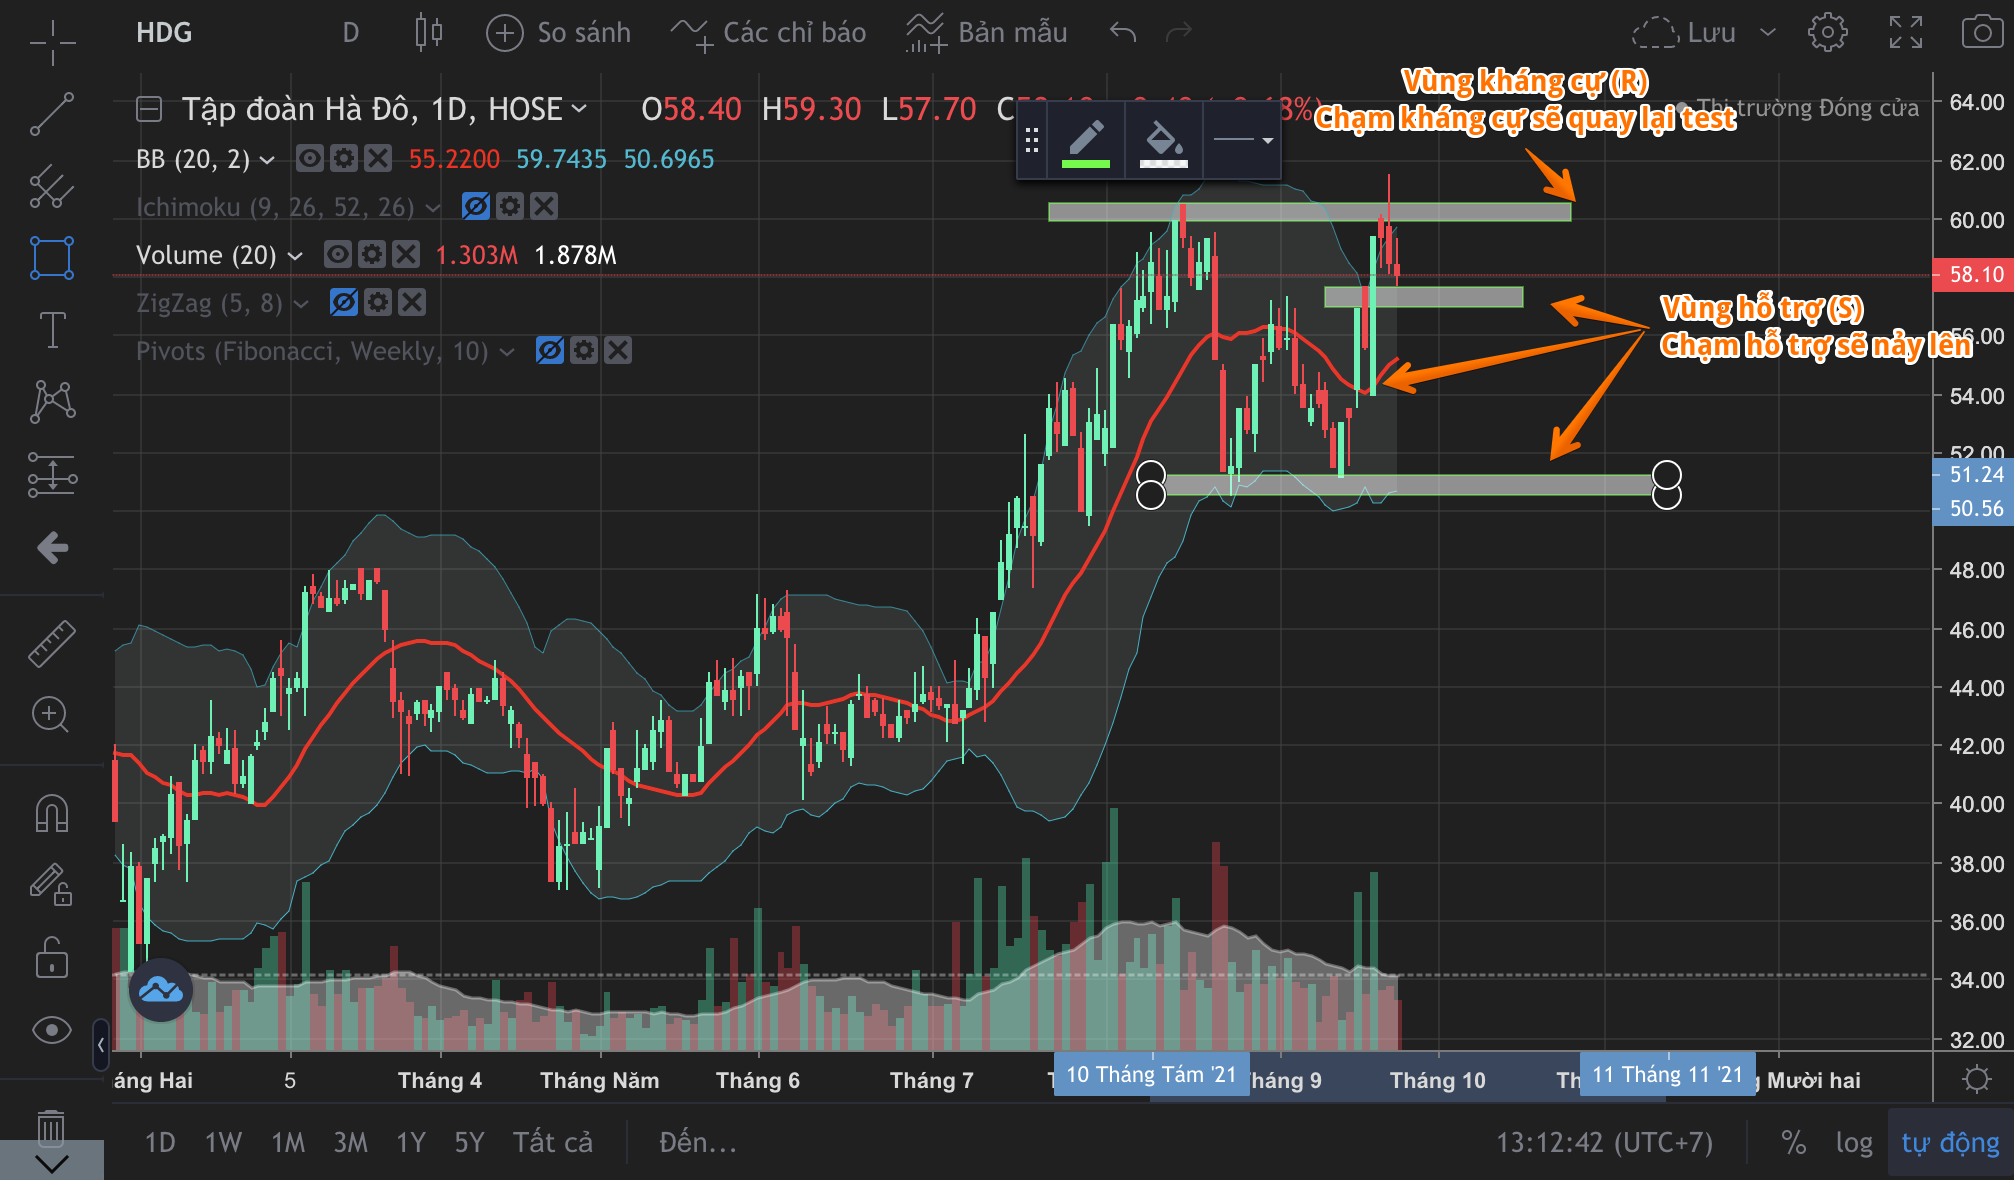 HDG D So sánh Các chỉ báo Bản mẫu Lưu
Vùng kháng cự (R)
Chạm kháng cự sẽ quay lại test
Tập đoàn Hà Đô, 1D, HOSE O58.40 H59.30 L57.70 C
trường Đóng cửa
BB (20, 2) 55.2200 59.7435 50.6965
Ichimoku (9, 26, 52, 26)
Volume (20) 1.303M 1.878M
ZigZag (5, 8)
Pivots (Fibonacci, Weekly, 10)
Vùng hỗ trợ (S)
Chạm hỗ trợ sẽ nảy lên
64.00
62.00
60.00
58.10
56.00
54.00
52.00
51.24
50.56
48.00
46.00
44.00
42.00
40.00
38.00
36.00
34.00
32.00
áng Hai 5 Tháng 4 Tháng Năm Tháng 6 Tháng 7 10 Tháng Tám '21 háng 9 Tháng 10 11 Tháng 11 '21 Mười hai
1D 1W 1M 3M 1Y 5Y Tất cả Đến... 13:12:42 (UTC+7) % log tự động